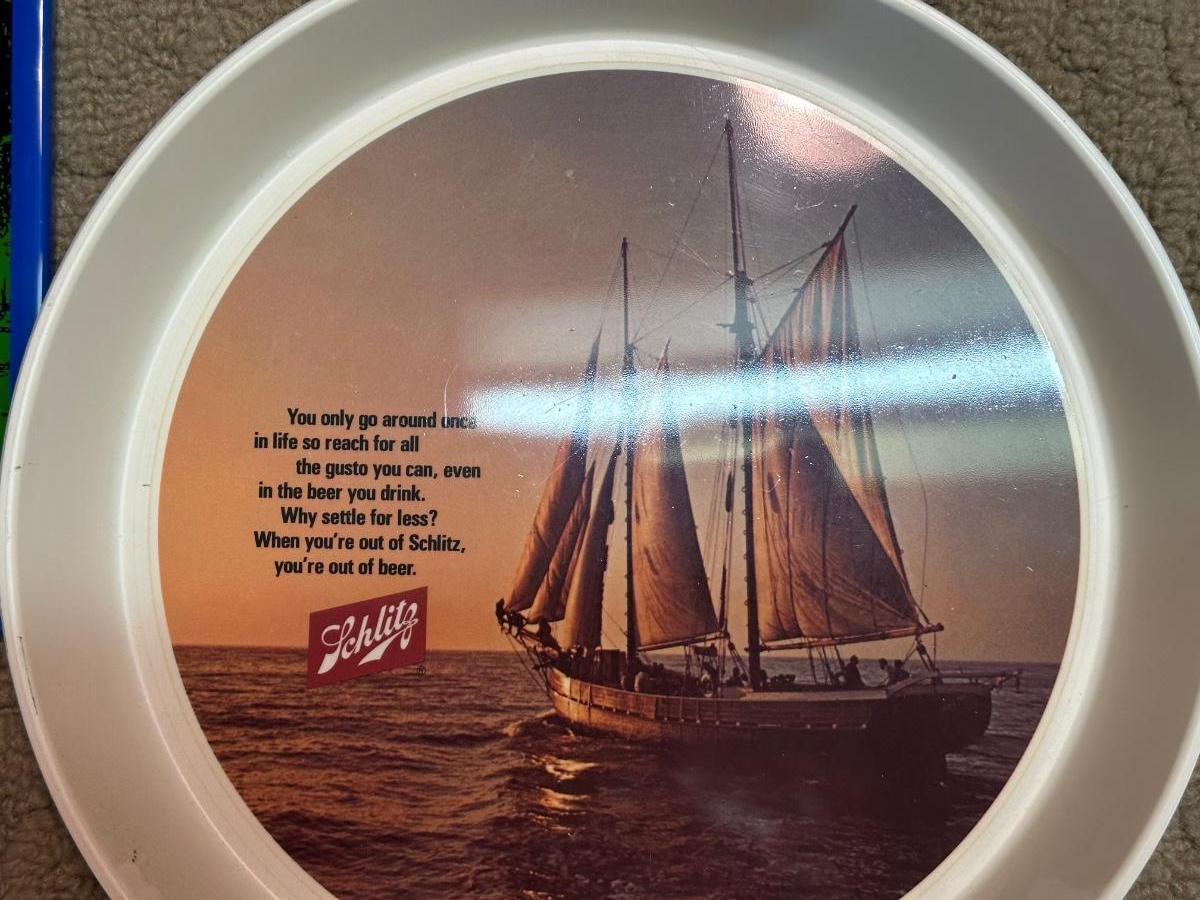 You only go around once
in life so reach for all
the gusto you can, even
in the beer you drink.
Why settle for less?
When you're out of Schlitz,
you're out of beer.
Schlitz